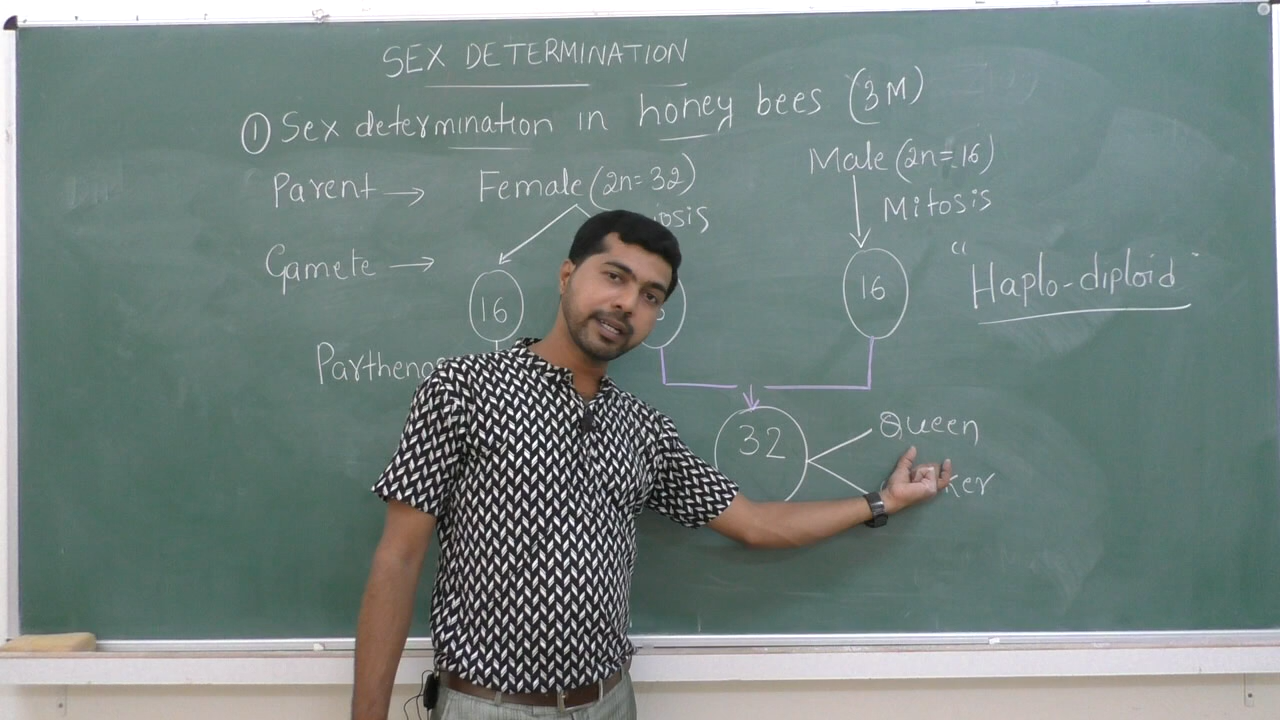 SEX DETERMINATION
① Sex determination in honey bees (3M)
Parent → Female (2n=32) Male (2n=16)
Mitosis
Gamete → 16 16
"Haplo-diploid"
32 Queen